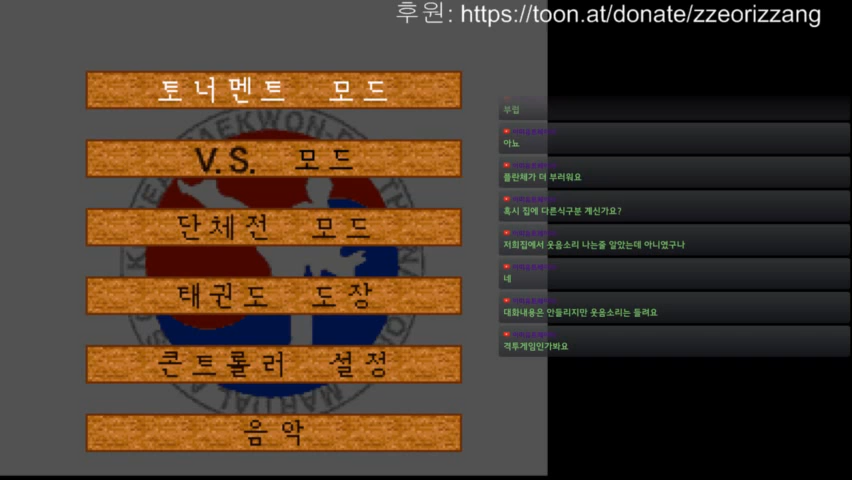 후원: https://toon.at/donate/zzeorizzang
토너멘트 모드
V.S. 모드
단체전 모드
태권도 도장
콘트롤러 설정
음악
부럽
아뇨
플란체가 더 부러워요
혹시 집에 다른식구분 계신가요?
저희집에서 웃음소리 나는줄 알았는데 아니였구나
네
대화내용은 안들리지만 웃음소리는 들려요
격투게임인가봐요